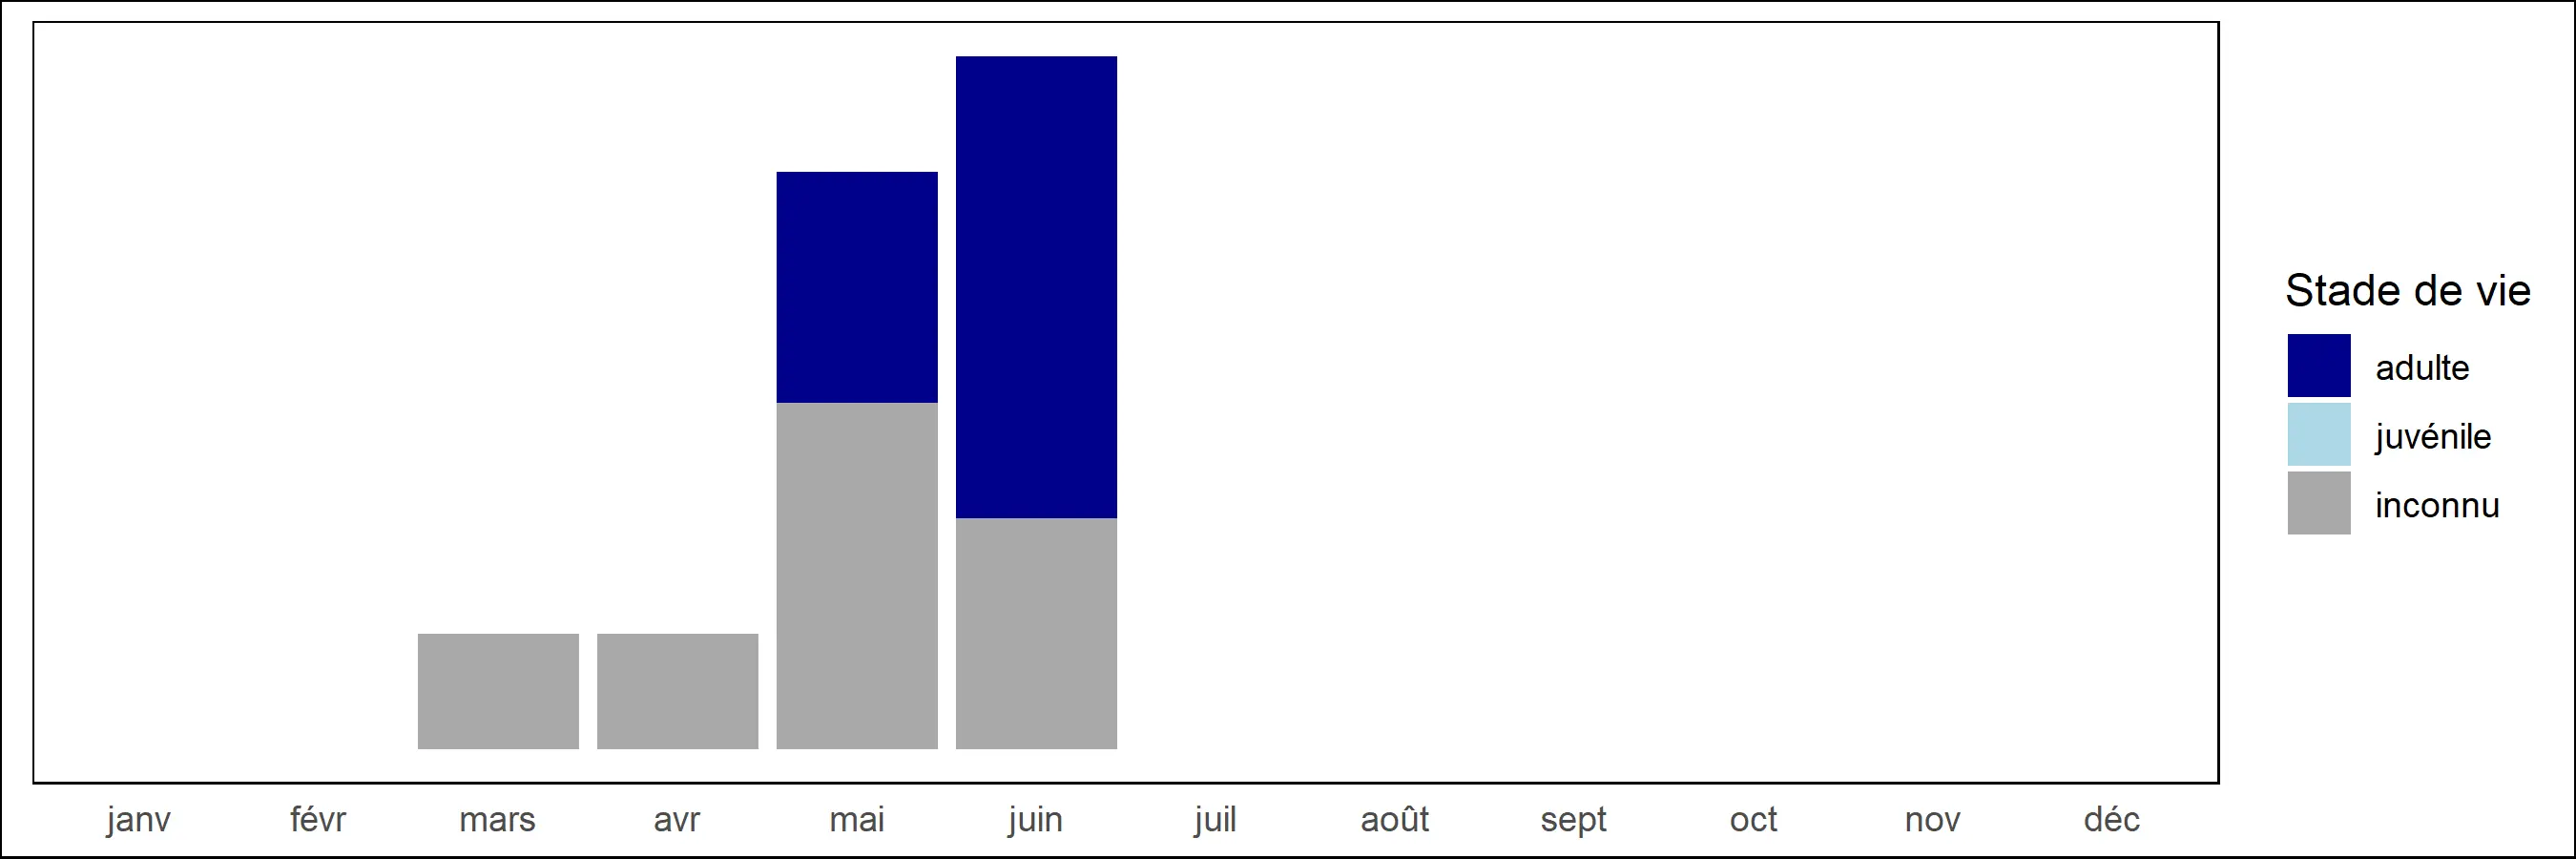 Stade de vie
adulte
juvénile
inconnu
janv févr mars avr mai juin juil août sept oct nov déc